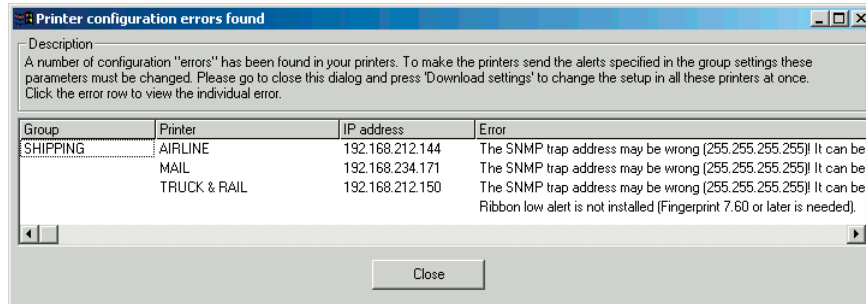 Printer configuration errors found
Description
A number of configuration "errors" has been found in your printers. To make the printers send the alerts specified in the group settings these
parameters must be changed. Please go to close this dialog and press 'Download settings' to change the setup in all these printers at once.
Click the error row to view the individual error.
Group Printer IP address Error
SHIPPING AIRLINE 192.168.212.144 The SNMP trap address may be wrong (255.255.255.255)! It can be
MAIL 192.168.234.171 The SNMP trap address may be wrong (255.255.255.255)! It can be
TRUCK & RAIL 192.168.212.150 The SNMP trap address may be wrong (255.255.255.255)! It can be
Ribbon low alert is not installed (Fingerprint 7.60 or later is needed).
Close